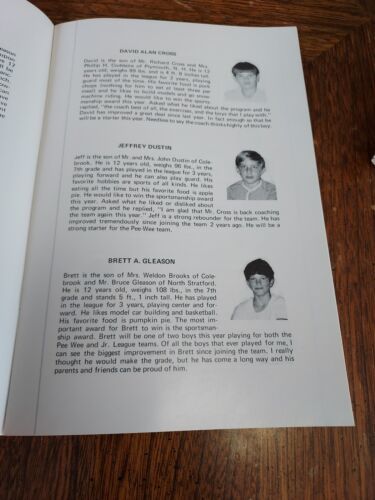 DAVID ALAN CROSS
David is the son of Mr. Richard Cross and Mrs.
Phillip H. of Plymouth, N. H. He is 12
years old, weighs 99 lbs. and is 4 ft. 9 inches tall.
He has played in the league for 3 years, playing
guard most of the time. His favorite food is pork
chops (nothing for him to eat at least three per
meal) and he likes to build models and go snow
machine riding. He would like to win the sports-
manship award this year. Asked what he likes about the program and he
replied, "the coach best of all, the exercises, and the boys that I play with."
David has improved a great deal since last year. In fact enough so that he
will be a starter this year. Needless to say the coach thinks highly of this boy!
JEFFREY DUSTIN
Jeff is the son of Mr. and Mrs. John Dustin of Cole-
brook. He is 12 years old, weighs 96 lbs., in the
7th grade and has played in the league for 3 years,
playing forward and he can also play guard. His
favorite hobbies are sports of all kinds. He likes
eating all the time but his favorite food is apple
pie. He would like to win the sportsmanship award
this year. Asked what he liked or disliked about
the program and he replied, "I am glad that Mr. Cross is back coaching
the team again this year." Jeff is a strong rebounder for the team. He has
improved tremendously since joining the team 2 years ago. He will be a
strong starter for the Pee-Wee team.
BRETT A. GLEASON
Brett is the son of Mrs. Weldon Brooks of Cole-
brook and Mr. Bruce Gleason of North Stratford.
He is 12 years old, weighs 108 lbs., in the 7th
grade and stands 5 ft., 1 inch tall. He has played
in the league for 3 years, playing center and for-
ward. He likes model car building and basketball.
His favorite food is pumpkin pie. The most im-
portant award for Brett to win is the sportsman-
ship award. Brett will be one of two boys this year playing for both the
Pee Wee and Jr. League teams. Of all the boys that ever played for me, I
can see the biggest improvement in Brett since joining the team. I really
thought he would make the grade, but he has come a long way and his
parents and friends can be proud of him.